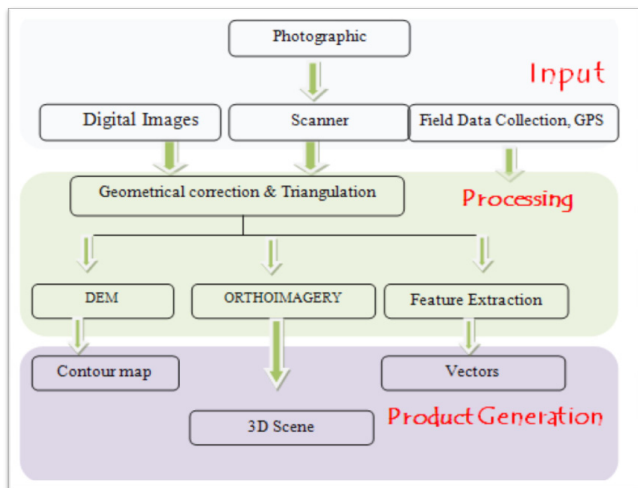 Photographic
Input
Digital Images
Scanner
Field Data Collection, GPS
Geometrical correction & Triangulation
Processing
DEM
ORTHOIMAGERY
Feature Extraction
Contour map
Vectors
3D Scene
Product Generation